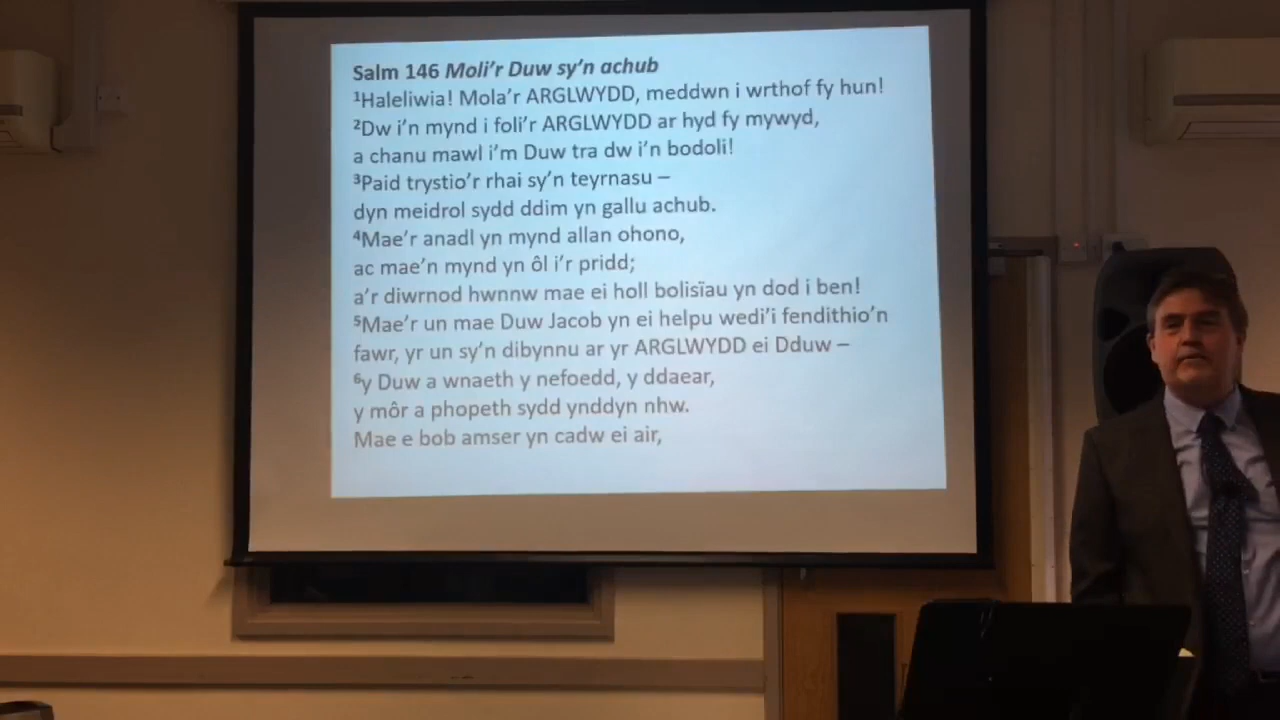 Salm 146 Moli’r Duw sy’n achub
¹Haleliwia! Mola’r ARGLWYDD, meddwn i wrthof fy hun!
²Dw i’n mynd i foli’r ARGLWYDD ar hyd fy mywyd,
a chanu mawl i’m Duw tra dw i’n bodoli!
³Paid trystio’r rhai sy’n teyrnasu –
dyn meidrol sydd ddim yn gallu achub.
⁴Mae’r anadl yn mynd allan ohono,
ac mae’n mynd yn ôl i’r pridd;
a’r diwrnod hwnnw mae ei holl bolisïau yn dod i ben!
⁵Mae’r un mae Duw Jacob yn ei helpu wedi’i fendithio’n
fawr, yr un sy’n dibynnu ar yr ARGLWYDD ei Dduw –
⁶y Duw a wnaeth y nefoedd, y ddaear,
y môr a phopeth sydd ynddyn nhw.
Mae e bob amser yn cadw ei air,